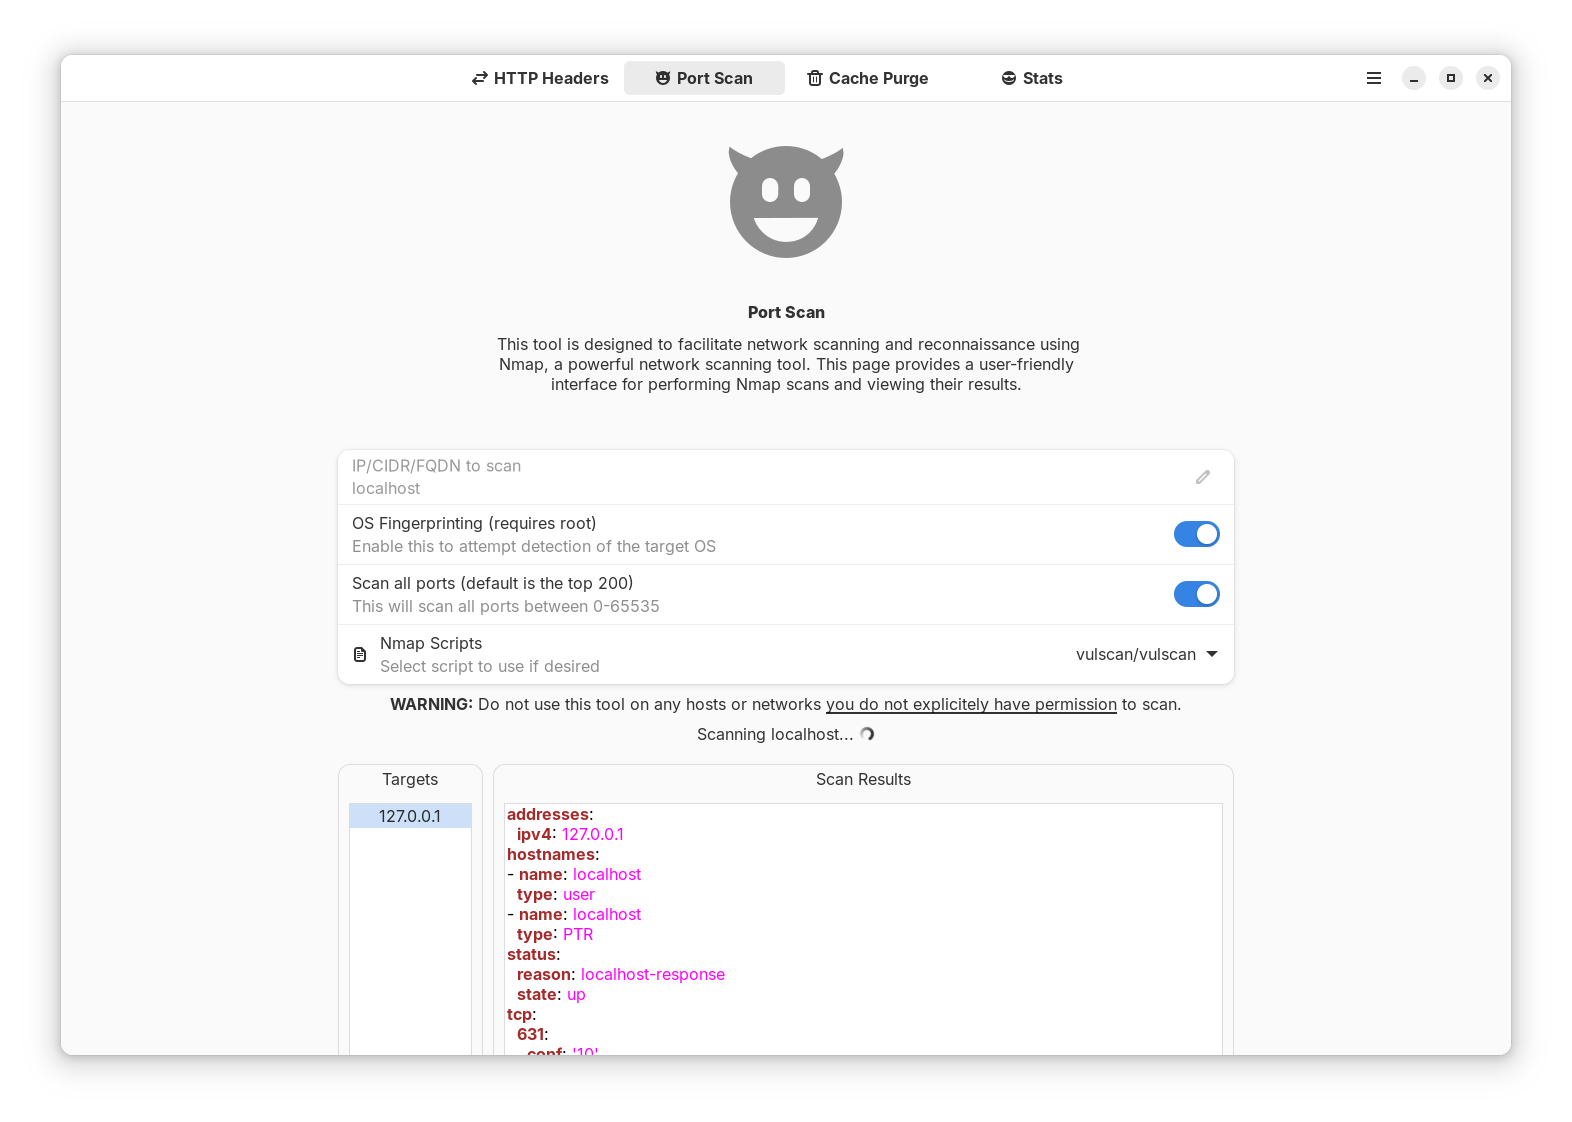 HTTP Headers
Port Scan
Cache Purge
Stats
Port Scan
This tool is designed to facilitate network scanning and reconnaissance using
Nmap, a powerful network scanning tool. This page provides a user-friendly
interface for performing Nmap scans and viewing their results.
IP/CIDR/FQDN to scan
localhost
OS Fingerprinting (requires root)
Enable this to attempt detection of the target OS
Scan all ports (default is the top 200)
This will scan all ports between 0-65535
Nmap Scripts
Select script to use if desired
vulscan/vulscan
WARNING: Do not use this tool on any hosts or networks you do not explicitely have permission to scan.
Scanning localhost...
Targets
127.0.0.1
Scan Results
addresses:
  ipv4: 127.0.0.1
hostnames:
- name: localhost
  type: user
- name: localhost
  type: PTR
status:
  reason: localhost-response
  state: up
tcp:
  631:
    conf: '10'